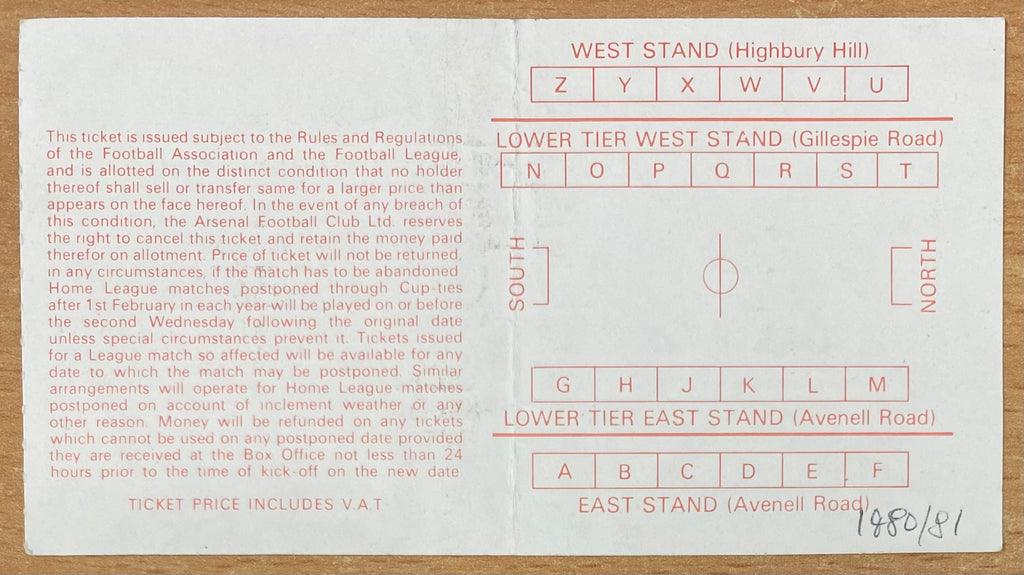 This ticket is issued subject to the Rules and Regulations
of the Football Association and the Football League,
and is allotted on the distinct condition that no holder
thereof shall sell or transfer same for a larger price than
appears on the face hereof. In the event of any breach of
this condition, the Arsenal Football Club Ltd. reserves
the right to cancel this ticket and retain the money paid
therefor on allotment. Price of ticket will not be returned,
in any circumstances, if the match has to be abandoned.
Home League matches postponed through Cup-ties
after 1st February in each year will be played on or before
the second Wednesday following the original date
unless special circumstances prevent it. Tickets issued
for a League match so affected will be available for any
date to which the match may be postponed. Similar
arrangements will operate for Home League matches
postponed on account of inclement weather or any
other reason. Money will be refunded on any tickets
which cannot be used on any postponed date provided
they are received at the Box Office not less than 24
hours prior to the time of kick-off on the new date
TICKET PRICE INCLUDES V.A.T
WEST STAND (Highbury Hill)
Z Y X W V U
LOWER TIER WEST STAND (Gillespie Road)
N O P Q R S T
SOUTH
NORTH
G H J K L M
LOWER TIER EAST STAND (Avenell Road)
A B C D E F
EAST STAND (Avenell Road)
1980/81